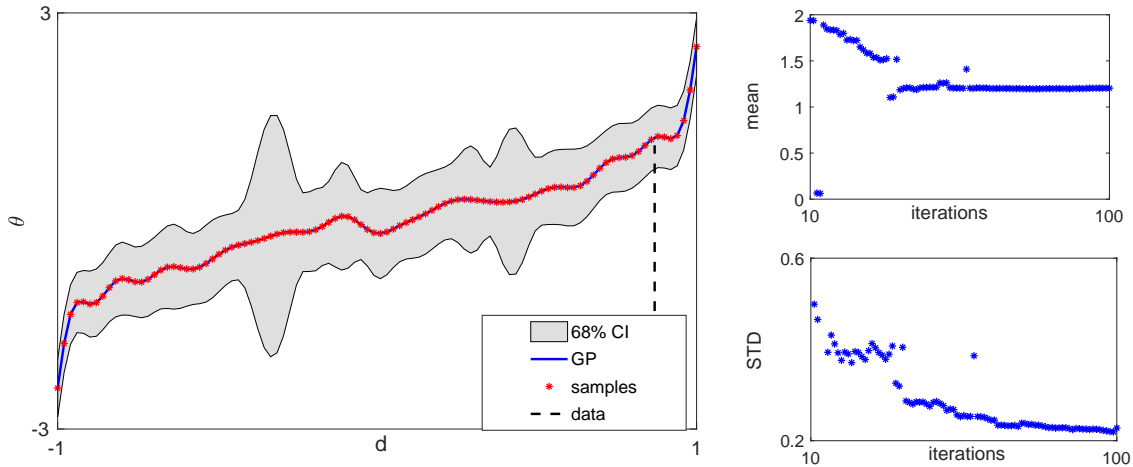 3
θ
-3
-1
d
1
68% CI
GP
samples
data
2
1.5
mean
1
0.5
0
10
iterations
100
0.6
STD
0.2
10
iterations
100